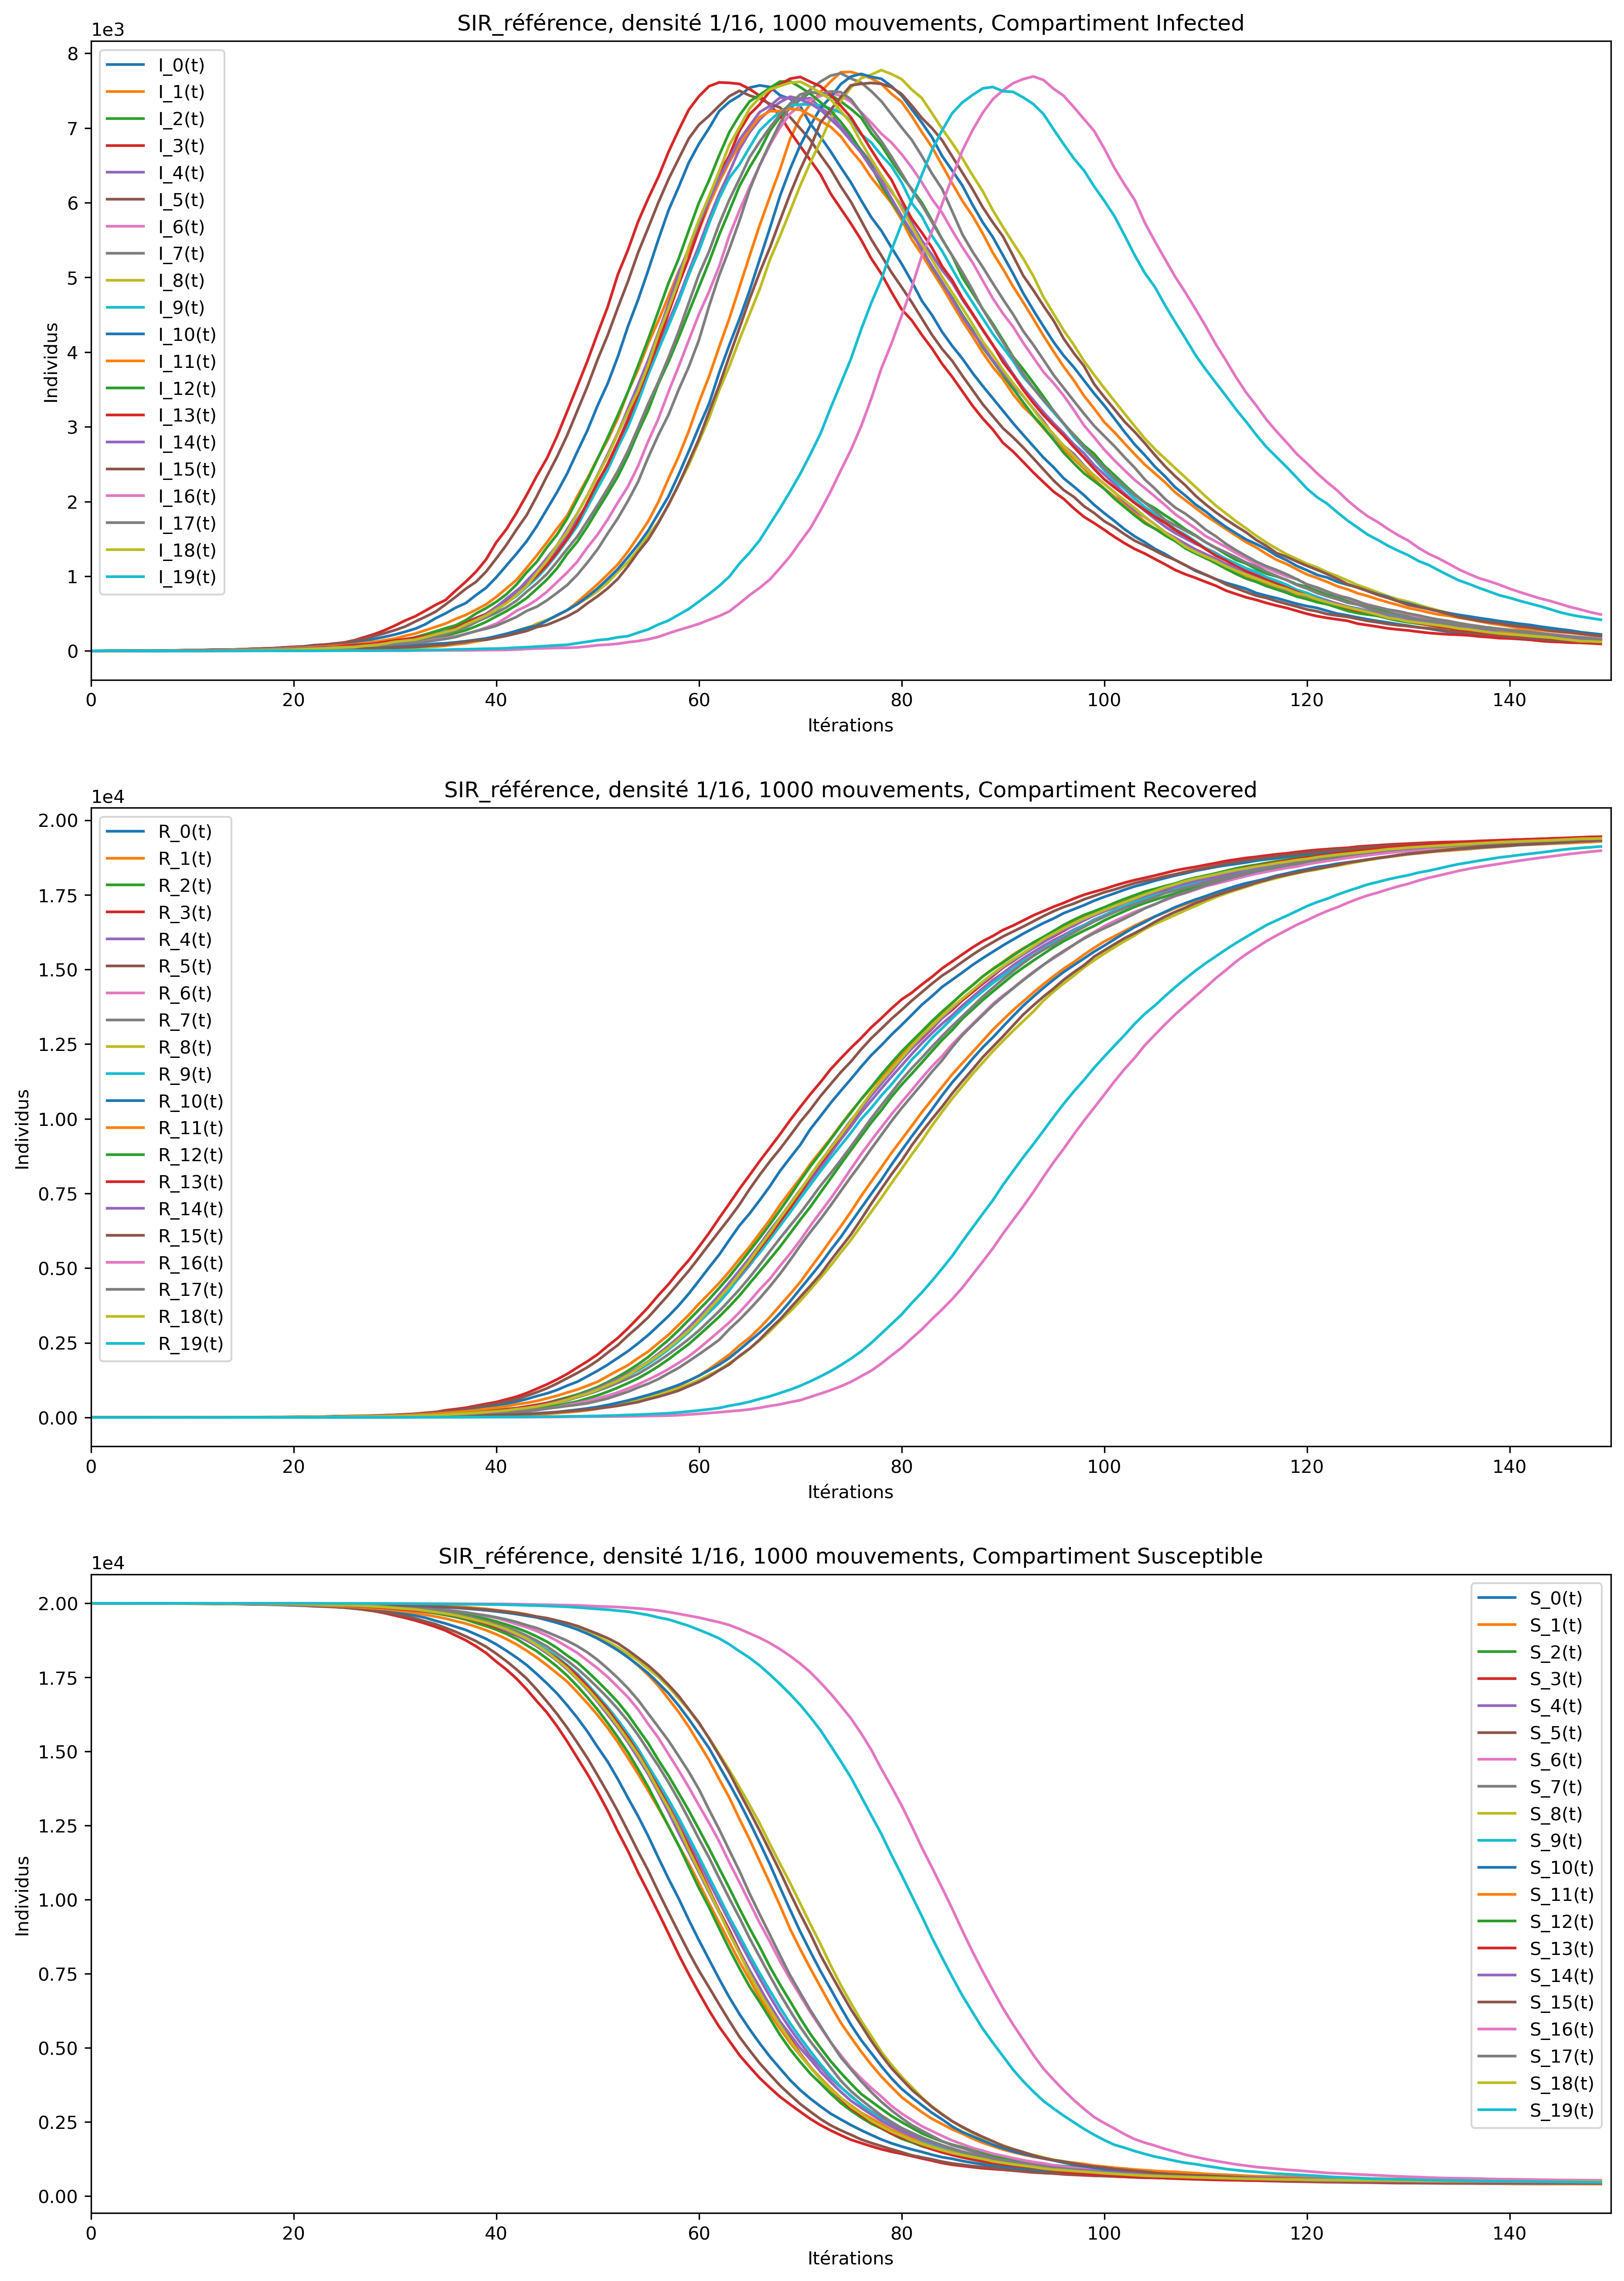 SIR_référence, densité 1/16, 1000 mouvements, Compartiment Infected
1e3
8
7
6
5
4
3
2
1
0
Individus
I_0(t)
I_1(t)
I_2(t)
I_3(t)
I_4(t)
I_5(t)
I_6(t)
I_7(t)
I_8(t)
I_9(t)
I_10(t)
I_11(t)
I_12(t)
I_13(t)
I_14(t)
I_15(t)
I_16(t)
I_17(t)
I_18(t)
I_19(t)
0 20 40 60 80 100 120 140
Itérations
SIR_référence, densité 1/16, 1000 mouvements, Compartiment Recovered
1e4
2.00
1.75
1.50
1.25
1.00
0.75
0.50
0.25
0.00
Individus
R_0(t)
R_1(t)
R_2(t)
R_3(t)
R_4(t)
R_5(t)
R_6(t)
R_7(t)
R_8(t)
R_9(t)
R_10(t)
R_11(t)
R_12(t)
R_13(t)
R_14(t)
R_15(t)
R_16(t)
R_17(t)
R_18(t)
R_19(t)
0 20 40 60 80 100 120 140
Itérations
SIR_référence, densité 1/16, 1000 mouvements, Compartiment Susceptible
1e4
2.00
1.75
1.50
1.25
1.00
0.75
0.50
0.25
0.00
Individus
S_0(t)
S_1(t)
S_2(t)
S_3(t)
S_4(t)
S_5(t)
S_6(t)
S_7(t)
S_8(t)
S_9(t)
S_10(t)
S_11(t)
S_12(t)
S_13(t)
S_14(t)
S_15(t)
S_16(t)
S_17(t)
S_18(t)
S_19(t)
0 20 40 60 80 100 120 140
Itérations